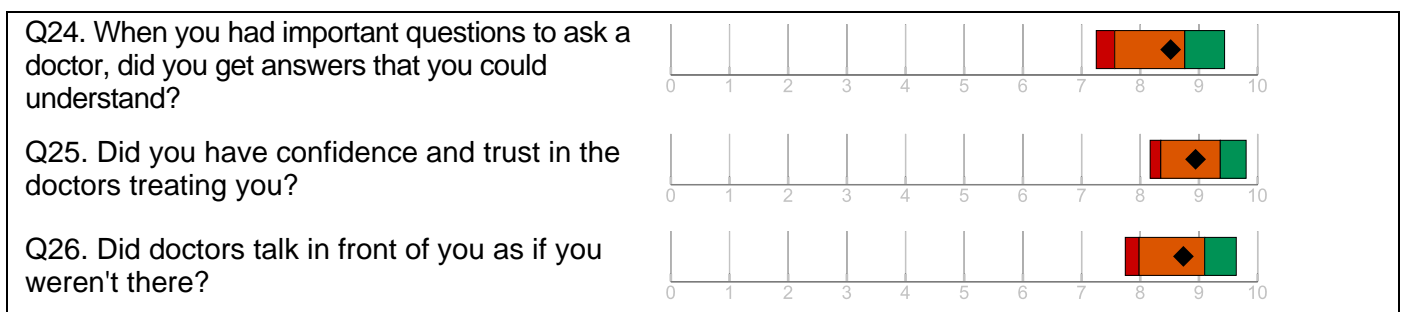 Q24. When you had important questions to ask a
doctor, did you get answers that you could
understand?
0 1 2 3 4 5 6 7 8 9 10
Q25. Did you have confidence and trust in the
doctors treating you?
0 1 2 3 4 5 6 7 8 9 10
Q26. Did doctors talk in front of you as if you
weren't there?
0 1 2 3 4 5 6 7 8 9 10